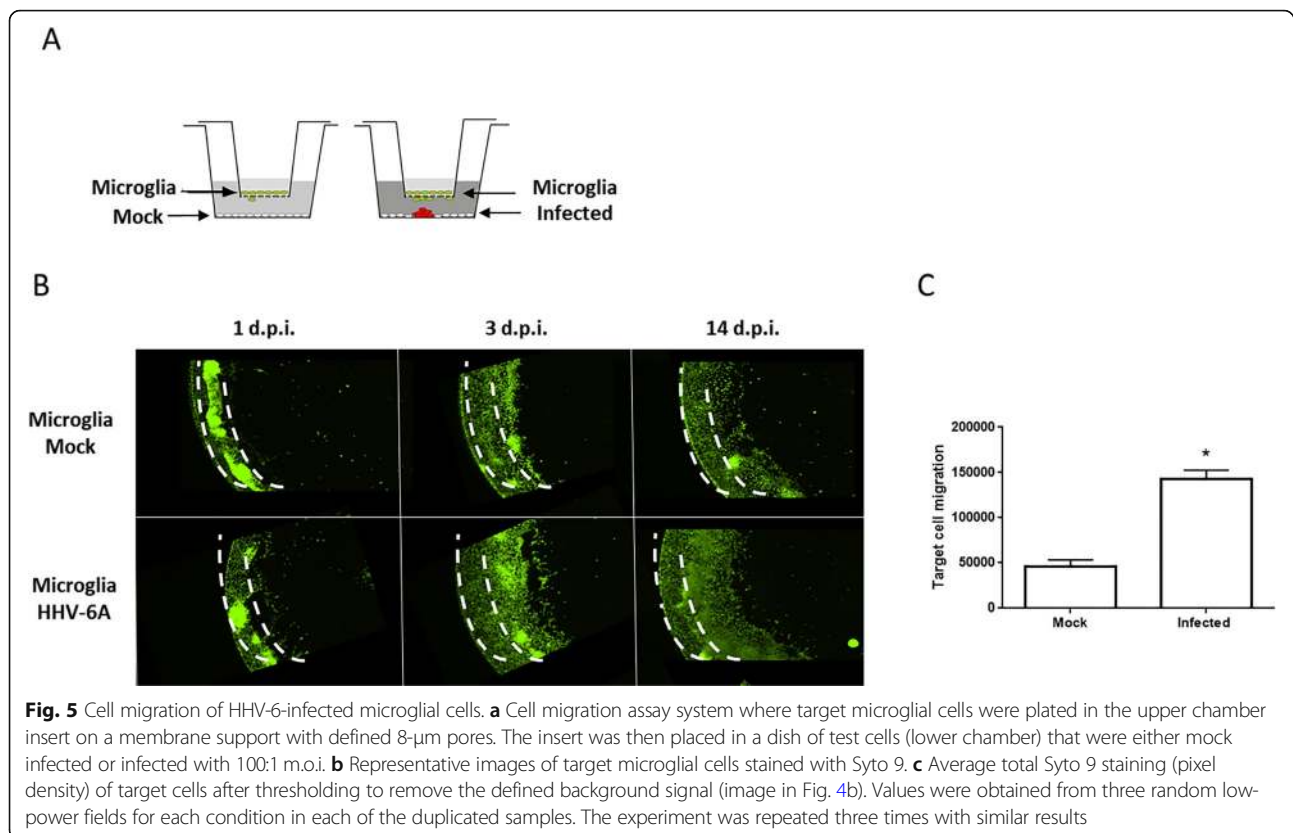 A
Microglia
Mock
Microglia
Infected
B
1 d.p.i.
3 d.p.i.
14 d.p.i.
Microglia
Mock
Microglia
HHV-6A
C
Target cell migration
200000
150000
100000
50000
0
*
Mock
Infected
Fig. 5 Cell migration of HHV-6-infected microglial cells. a Cell migration assay system where target microglial cells were plated in the upper chamber
insert on a membrane support with defined 8-μm pores. The insert was then placed in a dish of test cells (lower chamber) that were either mock
infected or infected with 100:1 m.o.i. b Representative images of target microglial cells stained with Syto 9. c Average total Syto 9 staining (pixel
density) of target cells after thresholding to remove the defined background signal (image in Fig. 4b). Values were obtained from three random low-
power fields for each condition in each of the duplicated samples. The experiment was repeated three times with similar results